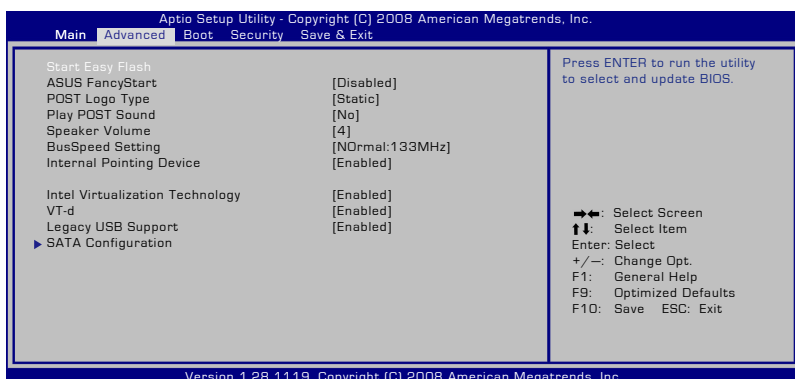 Aptio Setup Utility - Copyright (C) 2008 American Megatrends, Inc.
Main Advanced Boot Security Save & Exit
Start Easy Flash
ASUS FancyStart [Disabled]
POST Logo Type [Static]
Play POST Sound [No]
Speaker Volume [4]
BusSpeed Setting [NOrmal:133MHz]
Internal Pointing Device [Enabled]
Intel Virtualization Technology [Enabled]
VT-d [Enabled]
Legacy USB Support [Enabled]
SATA Configuration
Press ENTER to run the utility
to select and update BIOS.
→←: Select Screen
↑↓: Select Item
Enter: Select
+/—: Change Opt.
F1: General Help
F9: Optimized Defaults
F10: Save ESC: Exit
Version 1.28.1119. Copyright (C) 2008 American Megatrends, Inc.